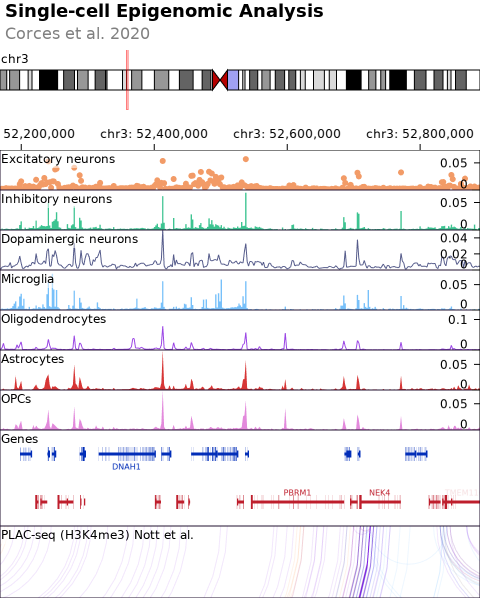 Single-cell Epigenomic Analysis
Corces et al. 2020
chr3
52,200,000 chr3: 52,400,000 chr3: 52,600,000 chr3: 52,800,000
Excitatory neurons 0.05 0
Inhibitory neurons 0.05 0
Dopaminergic neurons 0.04 0.02 0
Microglia 0.05 0
Oligodendrocytes 0.1 0
Astrocytes 0.05 0
OPCs 0.05 0
Genes
DNAH1
PBRM1 NEK4
PLAC-seq (H3K4me3) Nott et al.